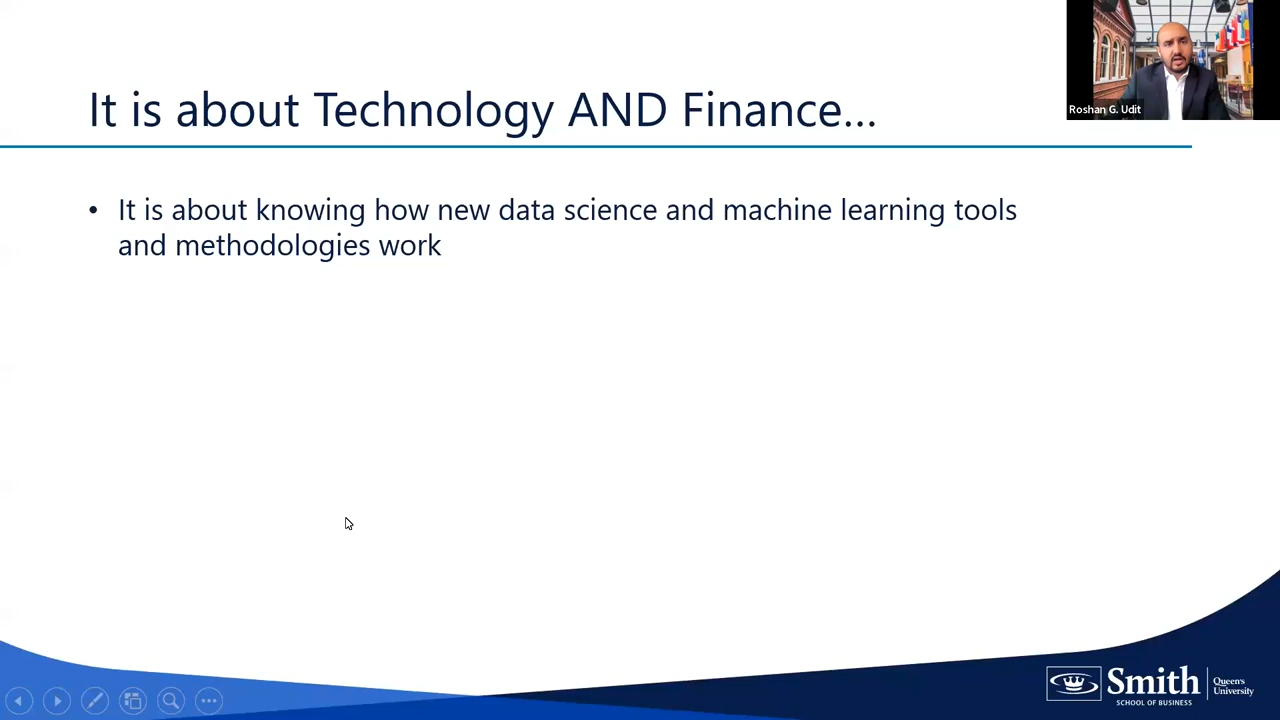 It is about Technology AND Finance...
Roshan G. Udit
• It is about knowing how new data science and machine learning tools
and methodologies work
Smith
SCHOOL OF BUSINESS
Queen's
University